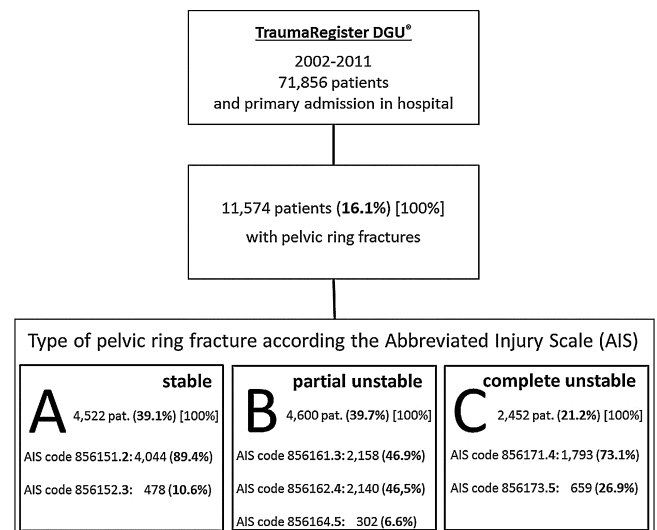 TraumaRegister DGU®
2002-2011
71,856 patients
and primary admission in hospital
11,574 patients (16.1%) [100%]
with pelvic ring fractures
Type of pelvic ring fracture according the Abbreviated Injury Scale (AIS)
A
stable
4,522 pat. (39.1%) [100%]
AIS code 856151.2: 4,044 (89.4%)
AIS code 856152.3: 478 (10.6%)
B
partial unstable
4,600 pat. (39.7%) [100%]
AIS code 856161.3: 2,158 (46.9%)
AIS code 856162.4: 2,140 (46,5%)
AIS code 856164.5: 302 (6.6%)
C
complete unstable
2,452 pat. (21.2%) [100%]
AIS code 856171.4: 1,793 (73.1%)
AIS code 856173.5: 659 (26.9%)